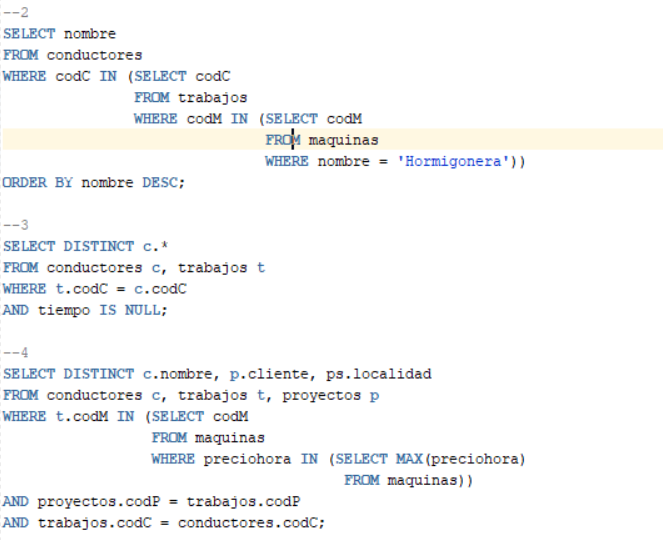 --2
SELECT nombre
FROM conductores
WHERE codC IN (SELECT codC
FROM trabajos
WHERE codM IN (SELECT codM
FROM maquinas
WHERE nombre = 'Hormigonera'))
ORDER BY nombre DESC;
--3
SELECT DISTINCT c.*
FROM conductores c, trabajos t
WHERE t.codC = c.codC
AND tiempo IS NULL;
--4
SELECT DISTINCT c.nombre, p.cliente, ps.localidad
FROM conductores c, trabajos t, proyectos p
WHERE t.codM IN (SELECT codM
FROM maquinas
WHERE preciohora IN (SELECT MAX(preciohora)
FROM maquinas))
AND proyectos.codP = trabajos.codP
AND trabajos.codC = conductores.codC;